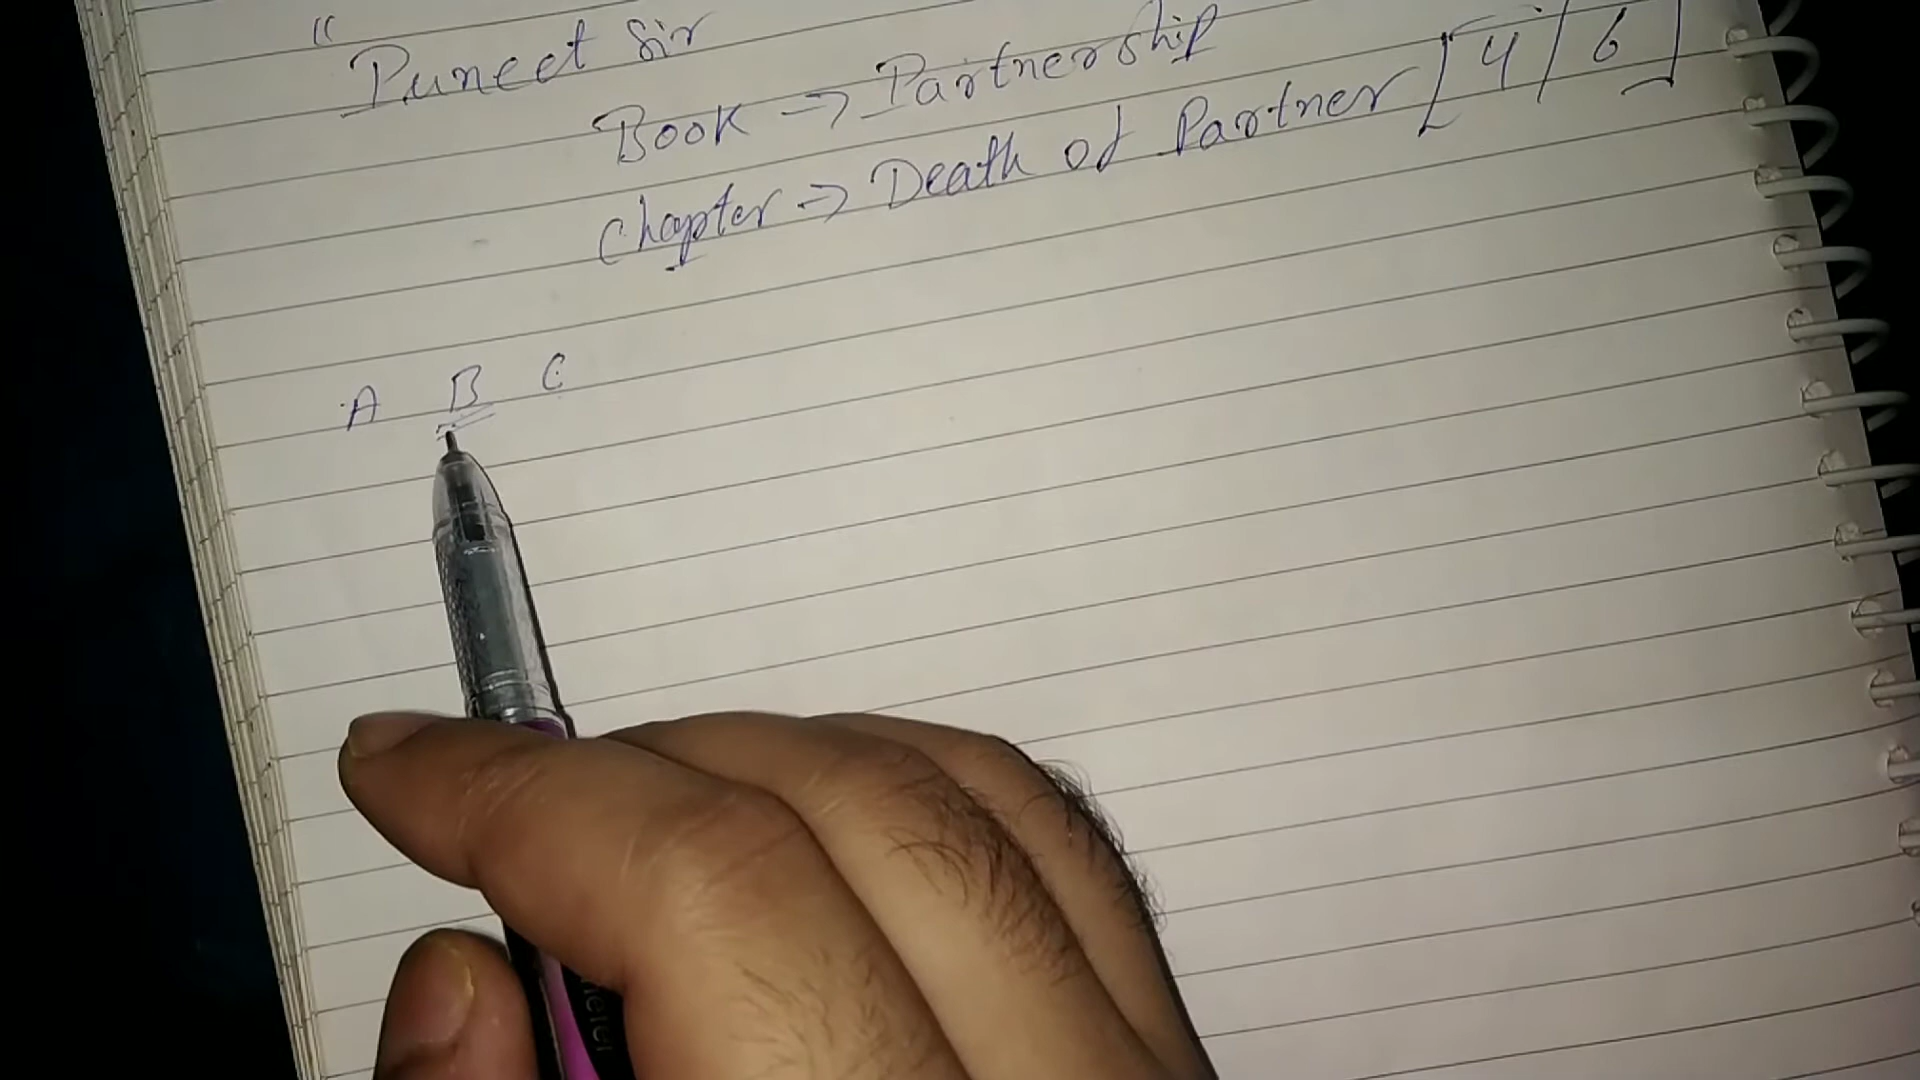 "Puneet Sir
Book → Partnership
Chapter → Death of Partner [4/6]
A B C